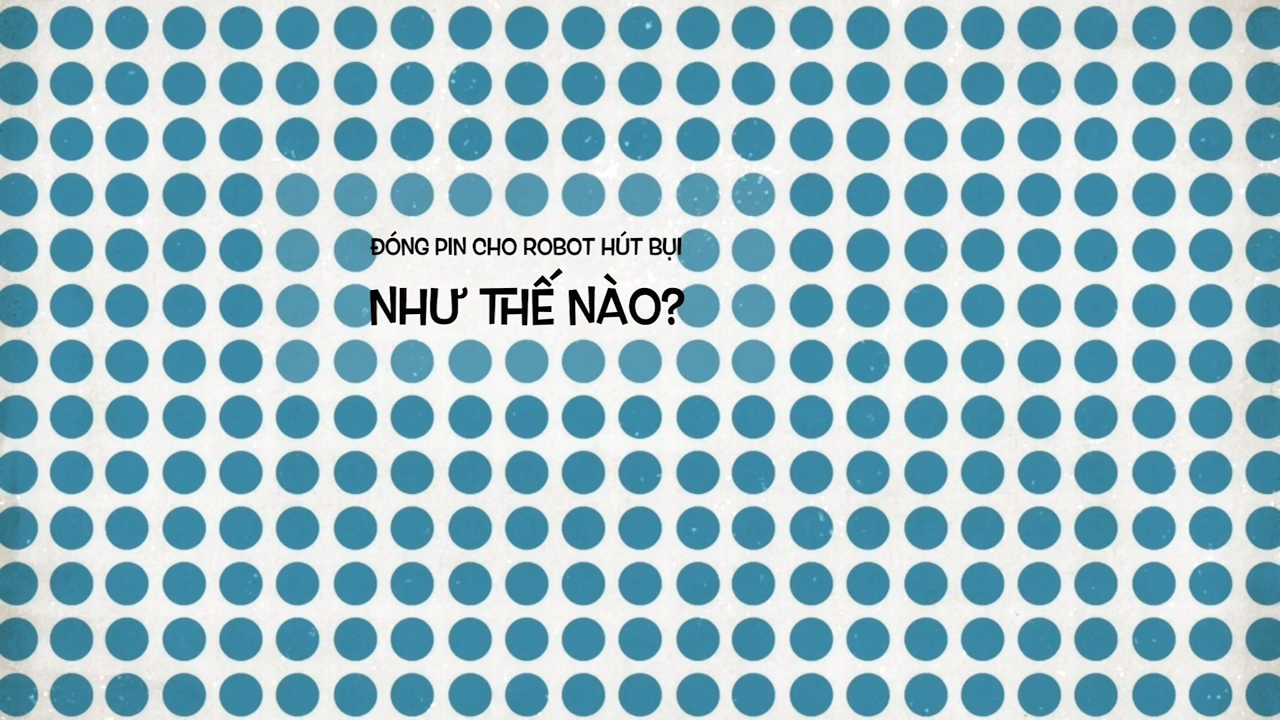 ĐÓNG PIN CHO ROBOT HÚT BỤI
NHƯ THẾ NÀO?